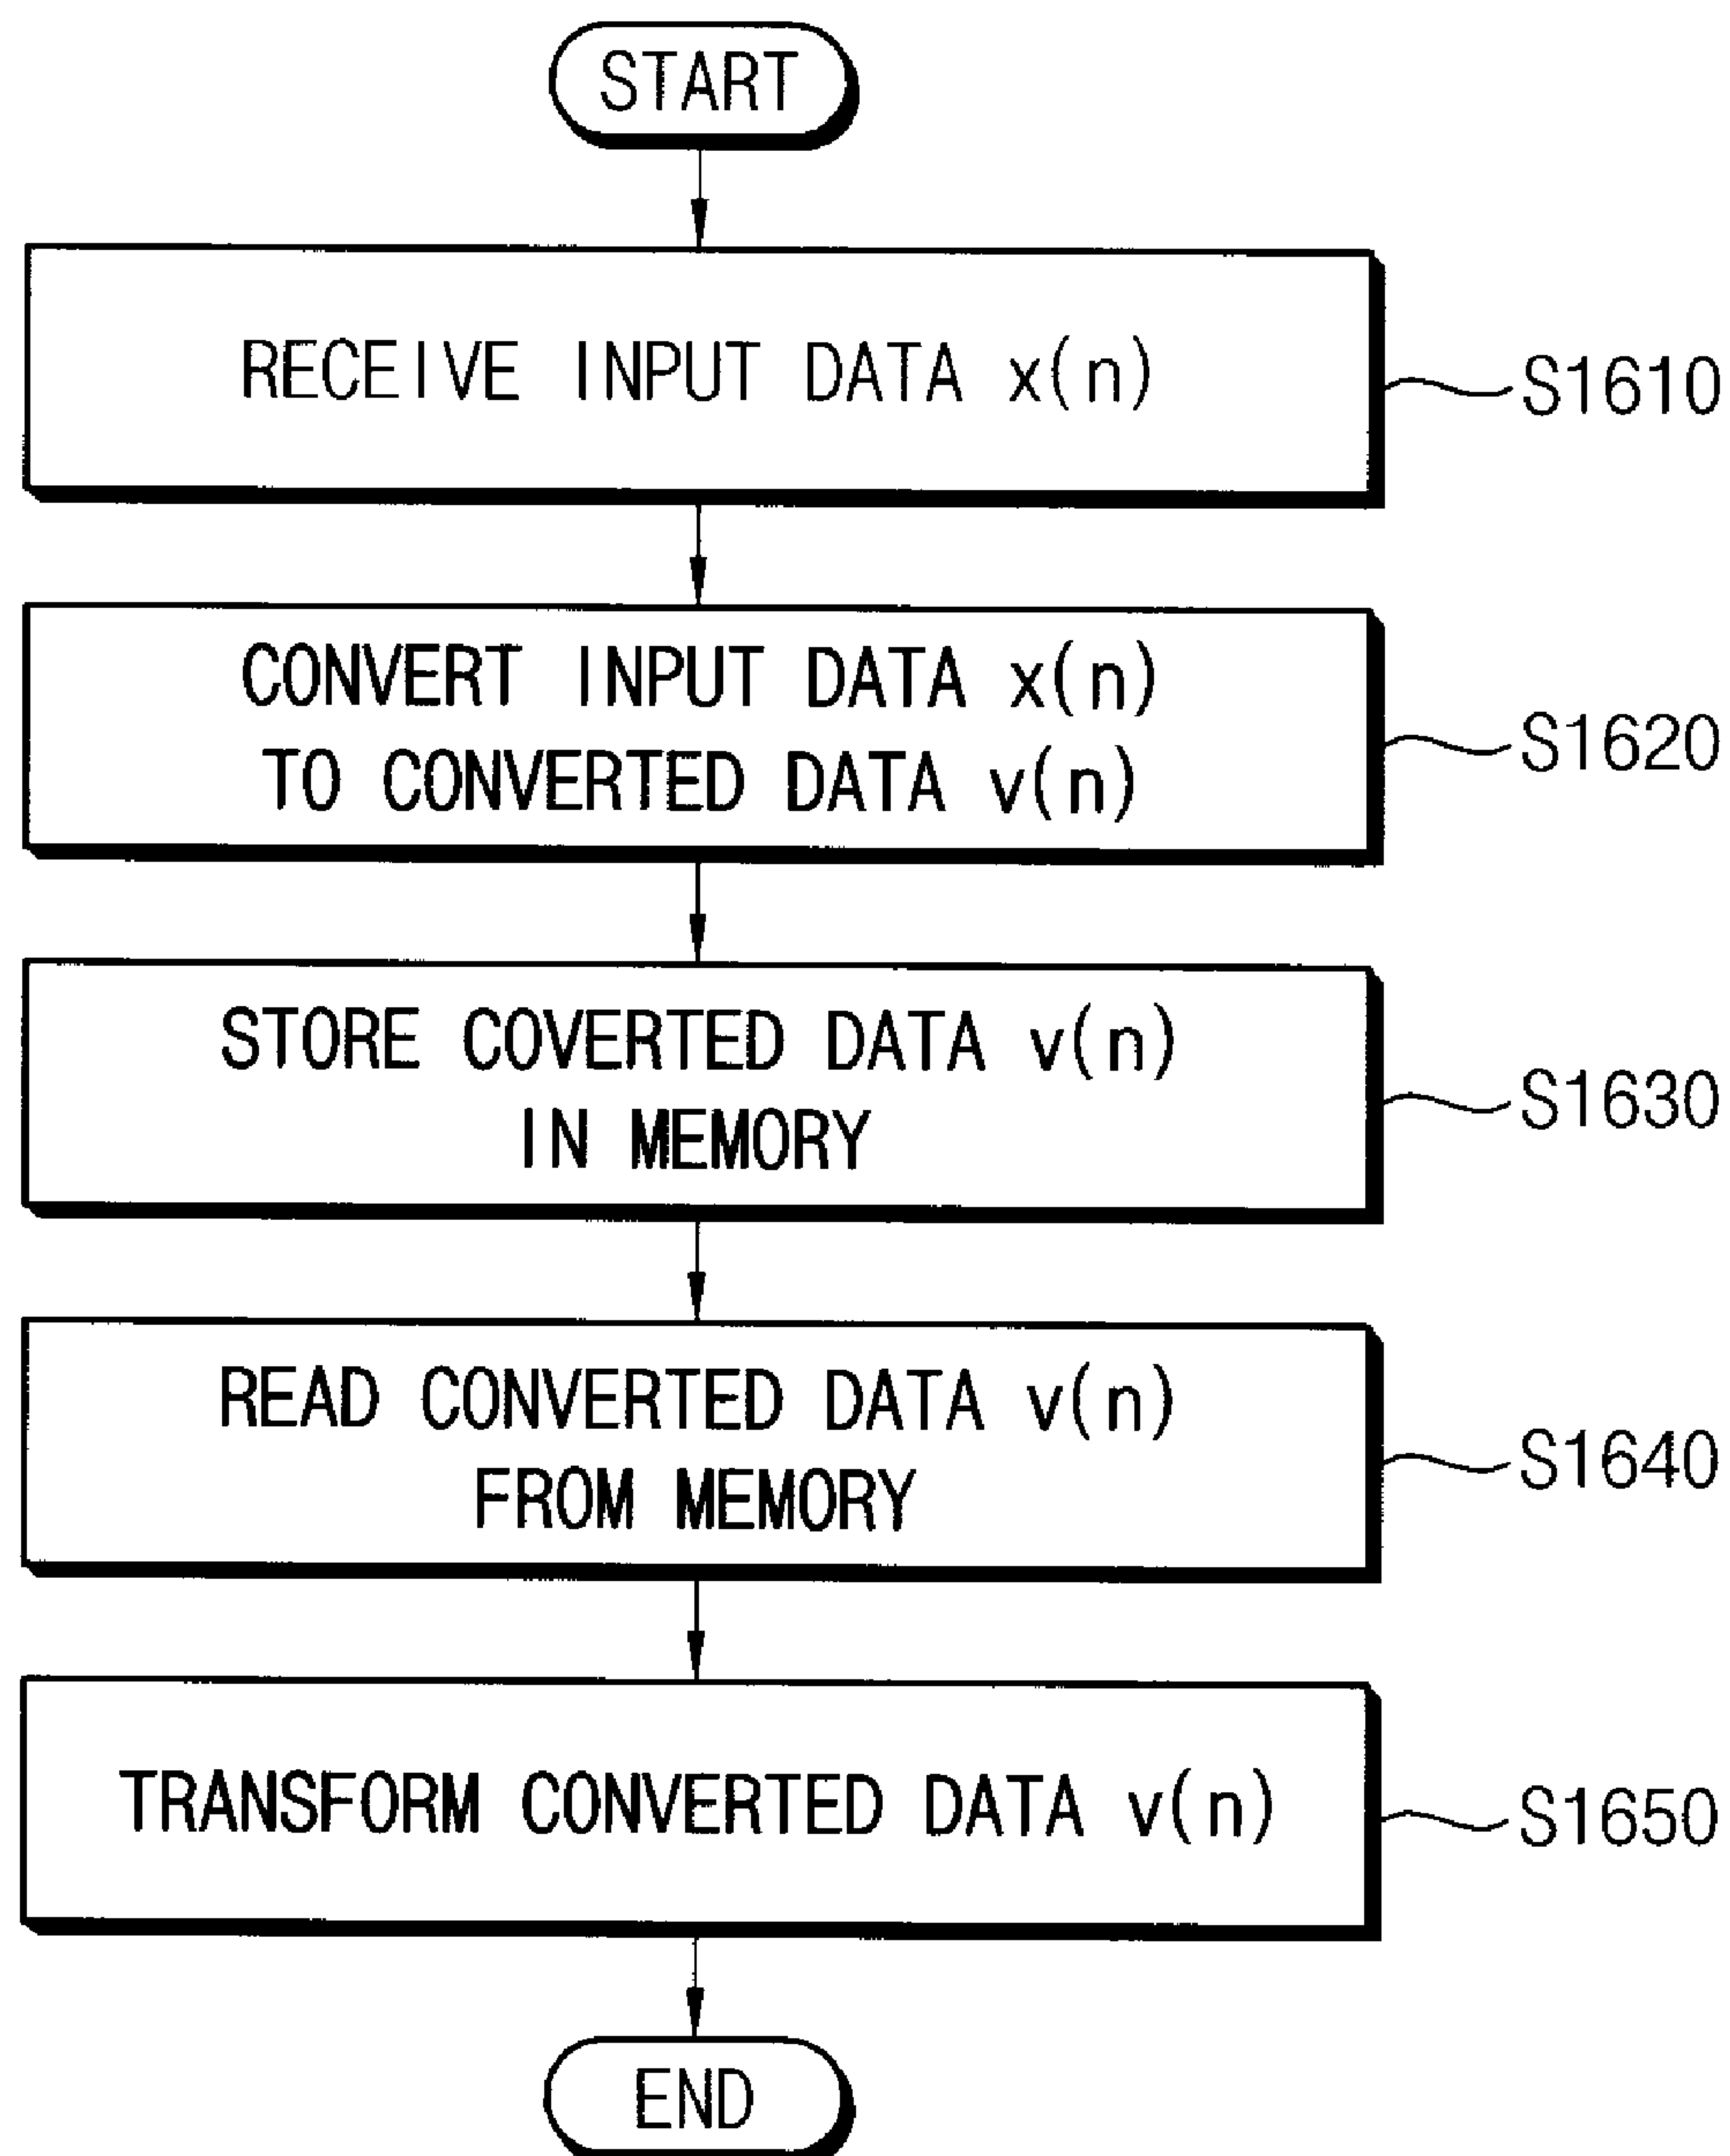 START
RECEIVE INPUT DATA x(n)
S1610
CONVERT INPUT DATA x(n)
TO CONVERTED DATA v(n)
S1620
STORE COVERTED DATA v(n)
IN MEMORY
S1630
READ CONVERTED DATA v(n)
FROM MEMORY
S1640
TRANSFORM CONVERTED DATA v(n)
S1650
END